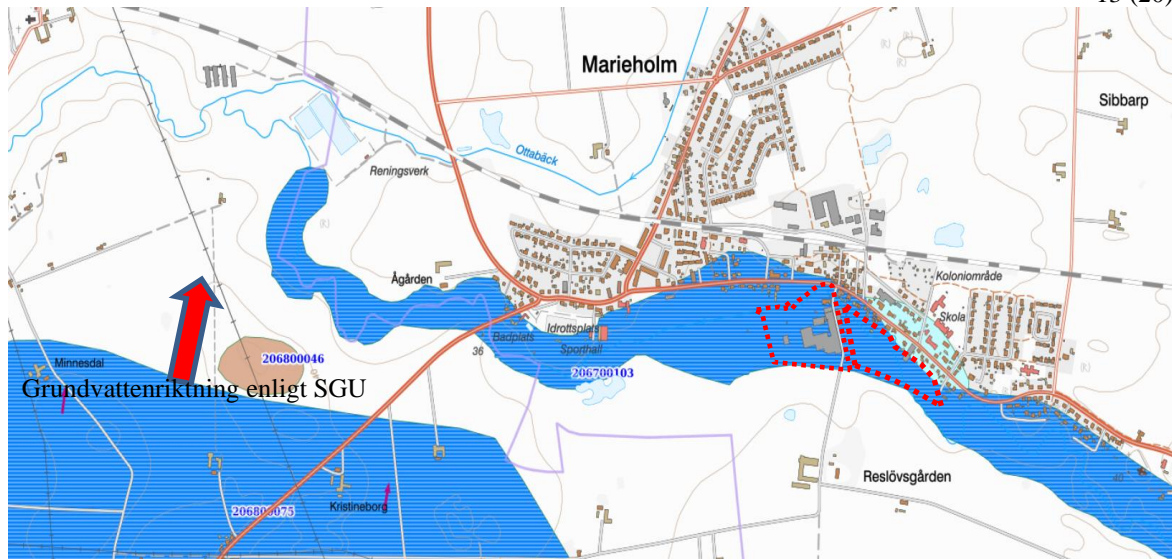 Marieholm
Sibbarp
Ottabäck
Reningsverk
Koloniområde
Ågården
Skola
Idrottsplats
Badplats
Sporthall
36
Minnesdal
206800046
206700103
Grundvattenriktning enligt SGU
Reslövsgården
40
Kristineborg
206800075